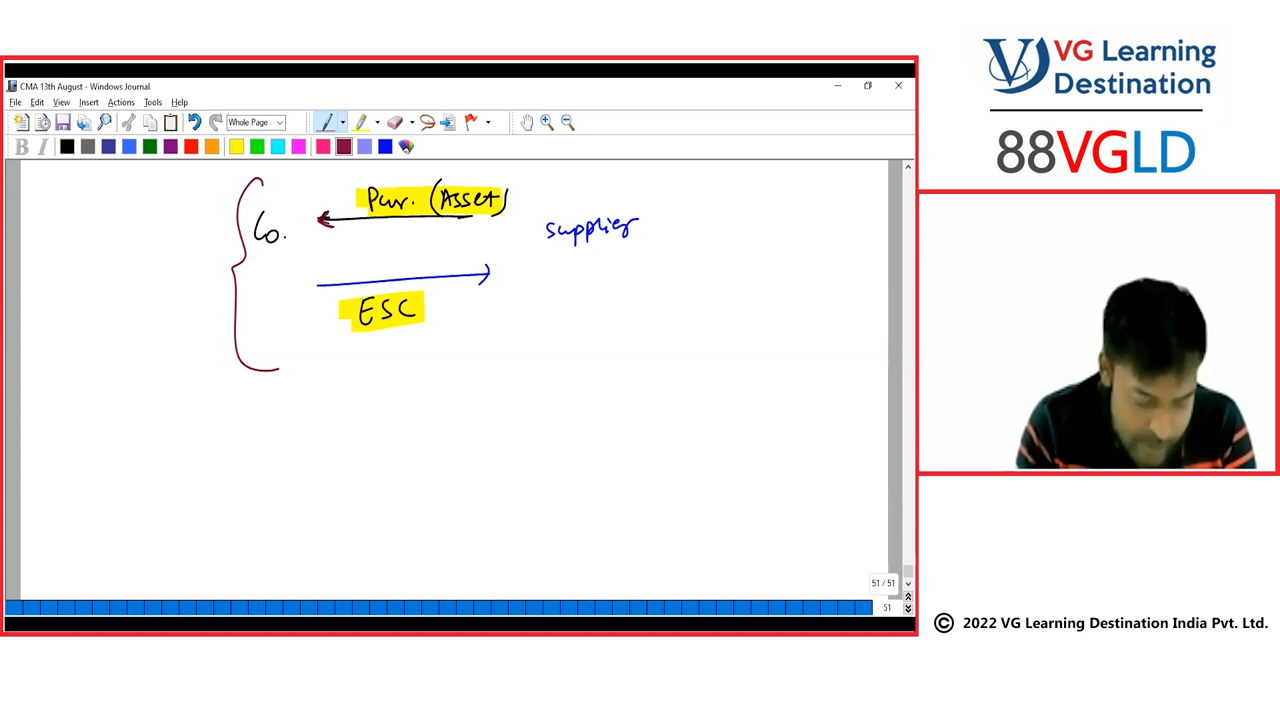 CMA 13th August - Windows Journal
File Edit View Insert Actions Tools Help
Whole Page
B I
Pur. (Asset)
Co.
supplier
ESC
51 / 51
51
VG Learning
Destination
88VGLD
© 2022 VG Learning Destination India Pvt. Ltd.